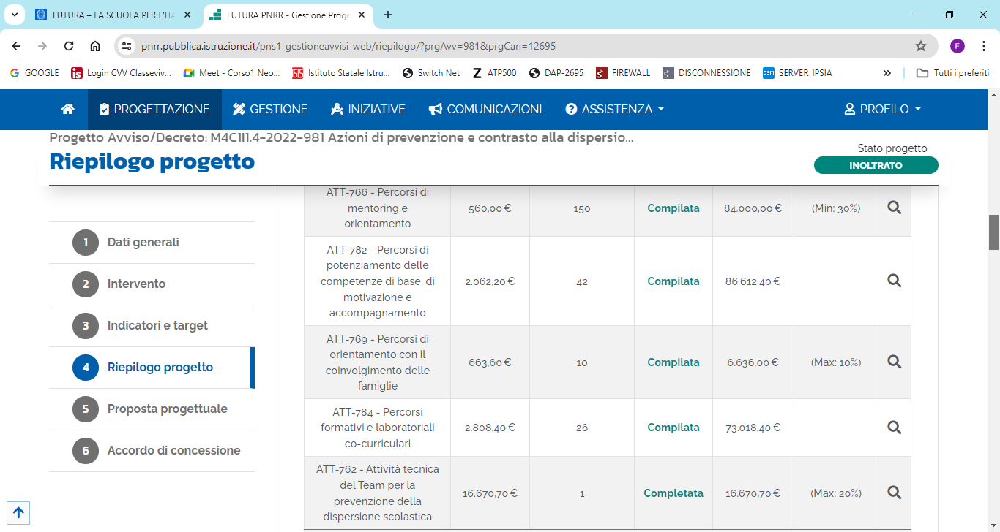 FUTURA – LA SCUOLA PER L'ITA
FUTURA PNRR - Gestione Proge
pnrr.pubblica.istruzione.it/pns1-gestioneavvisi-web/riepilogo/?prgAvv=981&prgCan=12695
F
GOOGLE
Login CVV Classeviv...
Meet - Corso1 Neo...
Istituto Statale Istru...
Switch Net
ATP500
DAP-2695
FIREWALL
DISCONNESSIONE
SERVER_IPSIA
»
Tutti i preferiti
PROGETTAZIONE
GESTIONE
INIZIATIVE
COMUNICAZIONI
ASSISTENZA
PROFILO
Progetto Avviso/Decreto: M4C1I1.4-2022-981 Azioni di prevenzione e contrasto alla dispersio...
Riepilogo progetto
Stato progetto
INOLTRATO
1 Dati generali
2 Intervento
3 Indicatori e target
4 Riepilogo progetto
5 Proposta progettuale
6 Accordo di concessione
ATT-766 - Percorsi di
mentoring e
orientamento
560,00 €
150
Compilata
84.000,00 €
(Min: 30%)
ATT-782 - Percorsi di
potenziamento delle
competenze di base, di
motivazione e
accompagnamento
2.062,20 €
42
Compilata
86.612,40 €
ATT-769 - Percorsi di
orientamento con il
coinvolgimento delle
famiglie
663,60 €
10
Compilata
6.636,00 €
(Max: 10%)
ATT-784 - Percorsi
formativi e laboratoriali
co-curriculari
2.808,40 €
26
Compilata
73.018,40 €
ATT-762 - Attività tecnica
del Team per la
prevenzione della
dispersione scolastica
16.670,70 €
1
Completata
16.670,70 €
(Max: 20%)